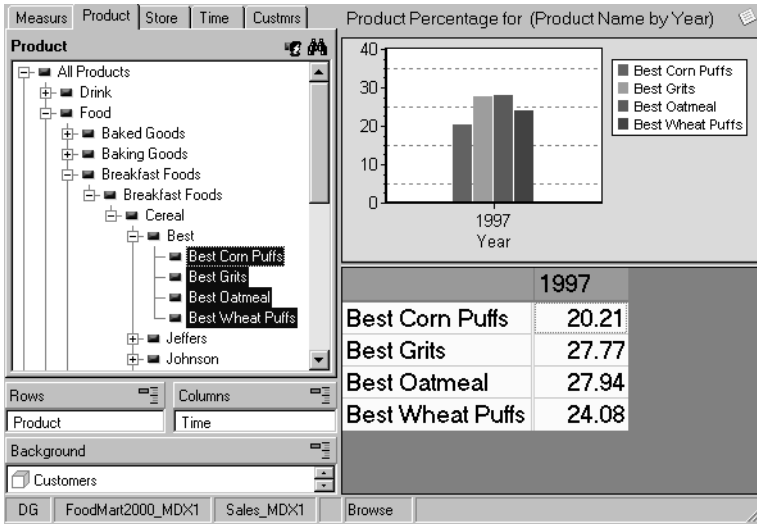 Measurs Product Store Time Custmrs
Product
All Products
Drink
Food
Baked Goods
Baking Goods
Breakfast Foods
Breakfast Foods
Cereal
Best
Best Corn Puffs
Best Grits
Best Oatmeal
Best Wheat Puffs
Jeffers
Johnson
Rows
Columns
Product
Time
Background
Customers
DG FoodMart2000_MDX1 Sales_MDX1 Browse
Product Percentage for (Product Name by Year)
40
30
20
10
0
1997
Year
Best Corn Puffs
Best Grits
Best Oatmeal
Best Wheat Puffs
1997
Best Corn Puffs 20.21
Best Grits 27.77
Best Oatmeal 27.94
Best Wheat Puffs 24.08